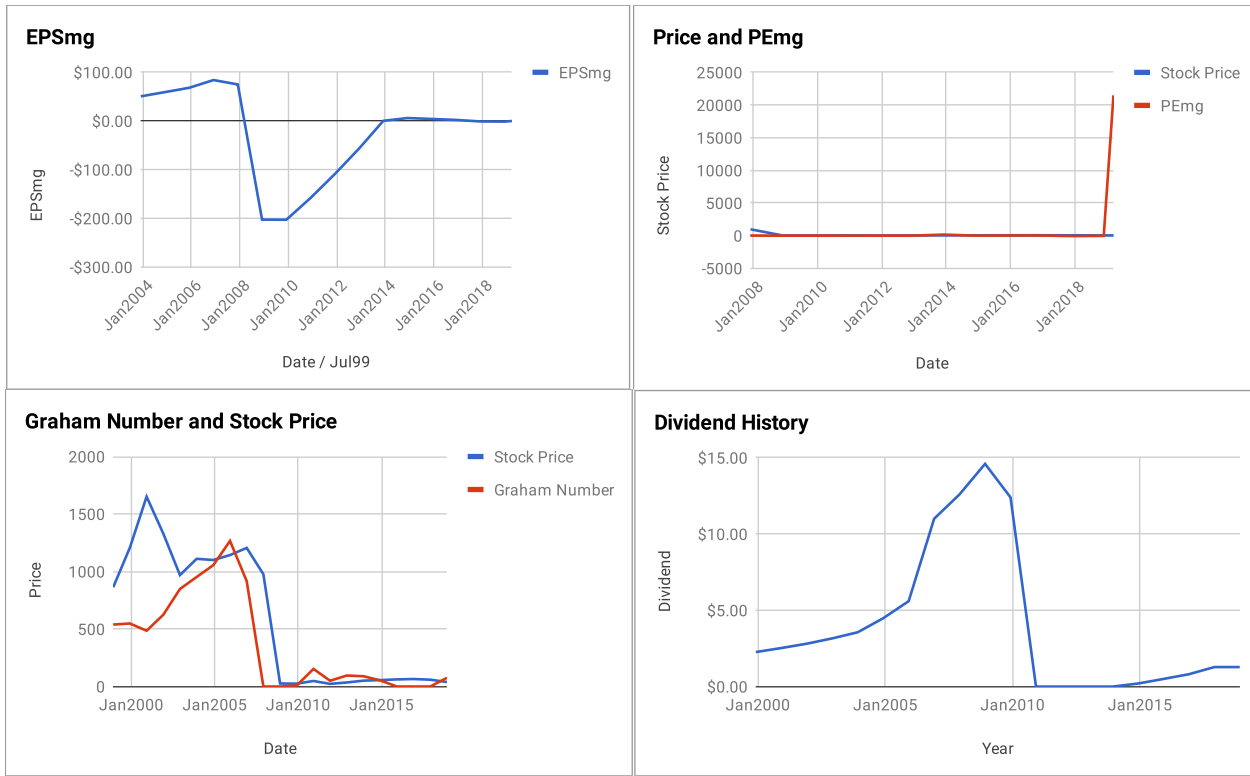 EPSmg
$100.00
$0.00
-$100.00
-$200.00
-$300.00
EPSmg
Jan2004
Jan2006
Jan2008
Jan2010
Jan2012
Jan2014
Jan2016
Jan2018
Date / Jul99
EPSmg
Price and PEmg
25000
20000
15000
10000
5000
0
-5000
Stock Price
Jan2008
Jan2010
Jan2012
Jan2014
Jan2016
Jan2018
Date
Stock Price
PEmg
Graham Number and Stock Price
2000
1500
1000
500
0
Price
Jan2000
Jan2005
Jan2010
Jan2015
Date
Stock Price
Graham Number
Dividend History
$15.00
$10.00
$5.00
$0.00
Dividend
Jan2000
Jan2005
Jan2010
Jan2015
Year